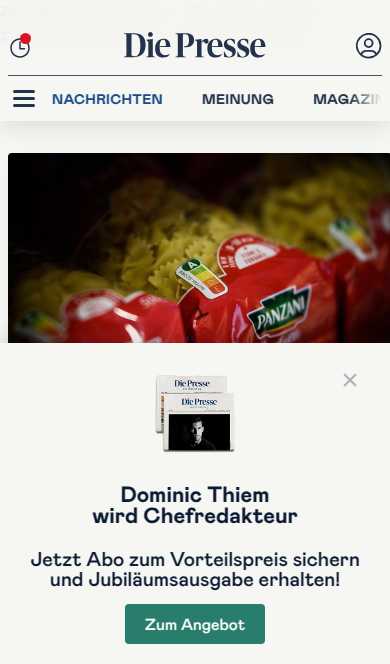 Die Presse
NACHRICHTEN MEINUNG MAGAZIN
A
PANZANI
Die Presse
Die Presse
Dominic Thiem
wird Chefredakteur
Jetzt Abo zum Vorteilspreis sichern
und Jubiläumsausgabe erhalten!
Zum Angebot